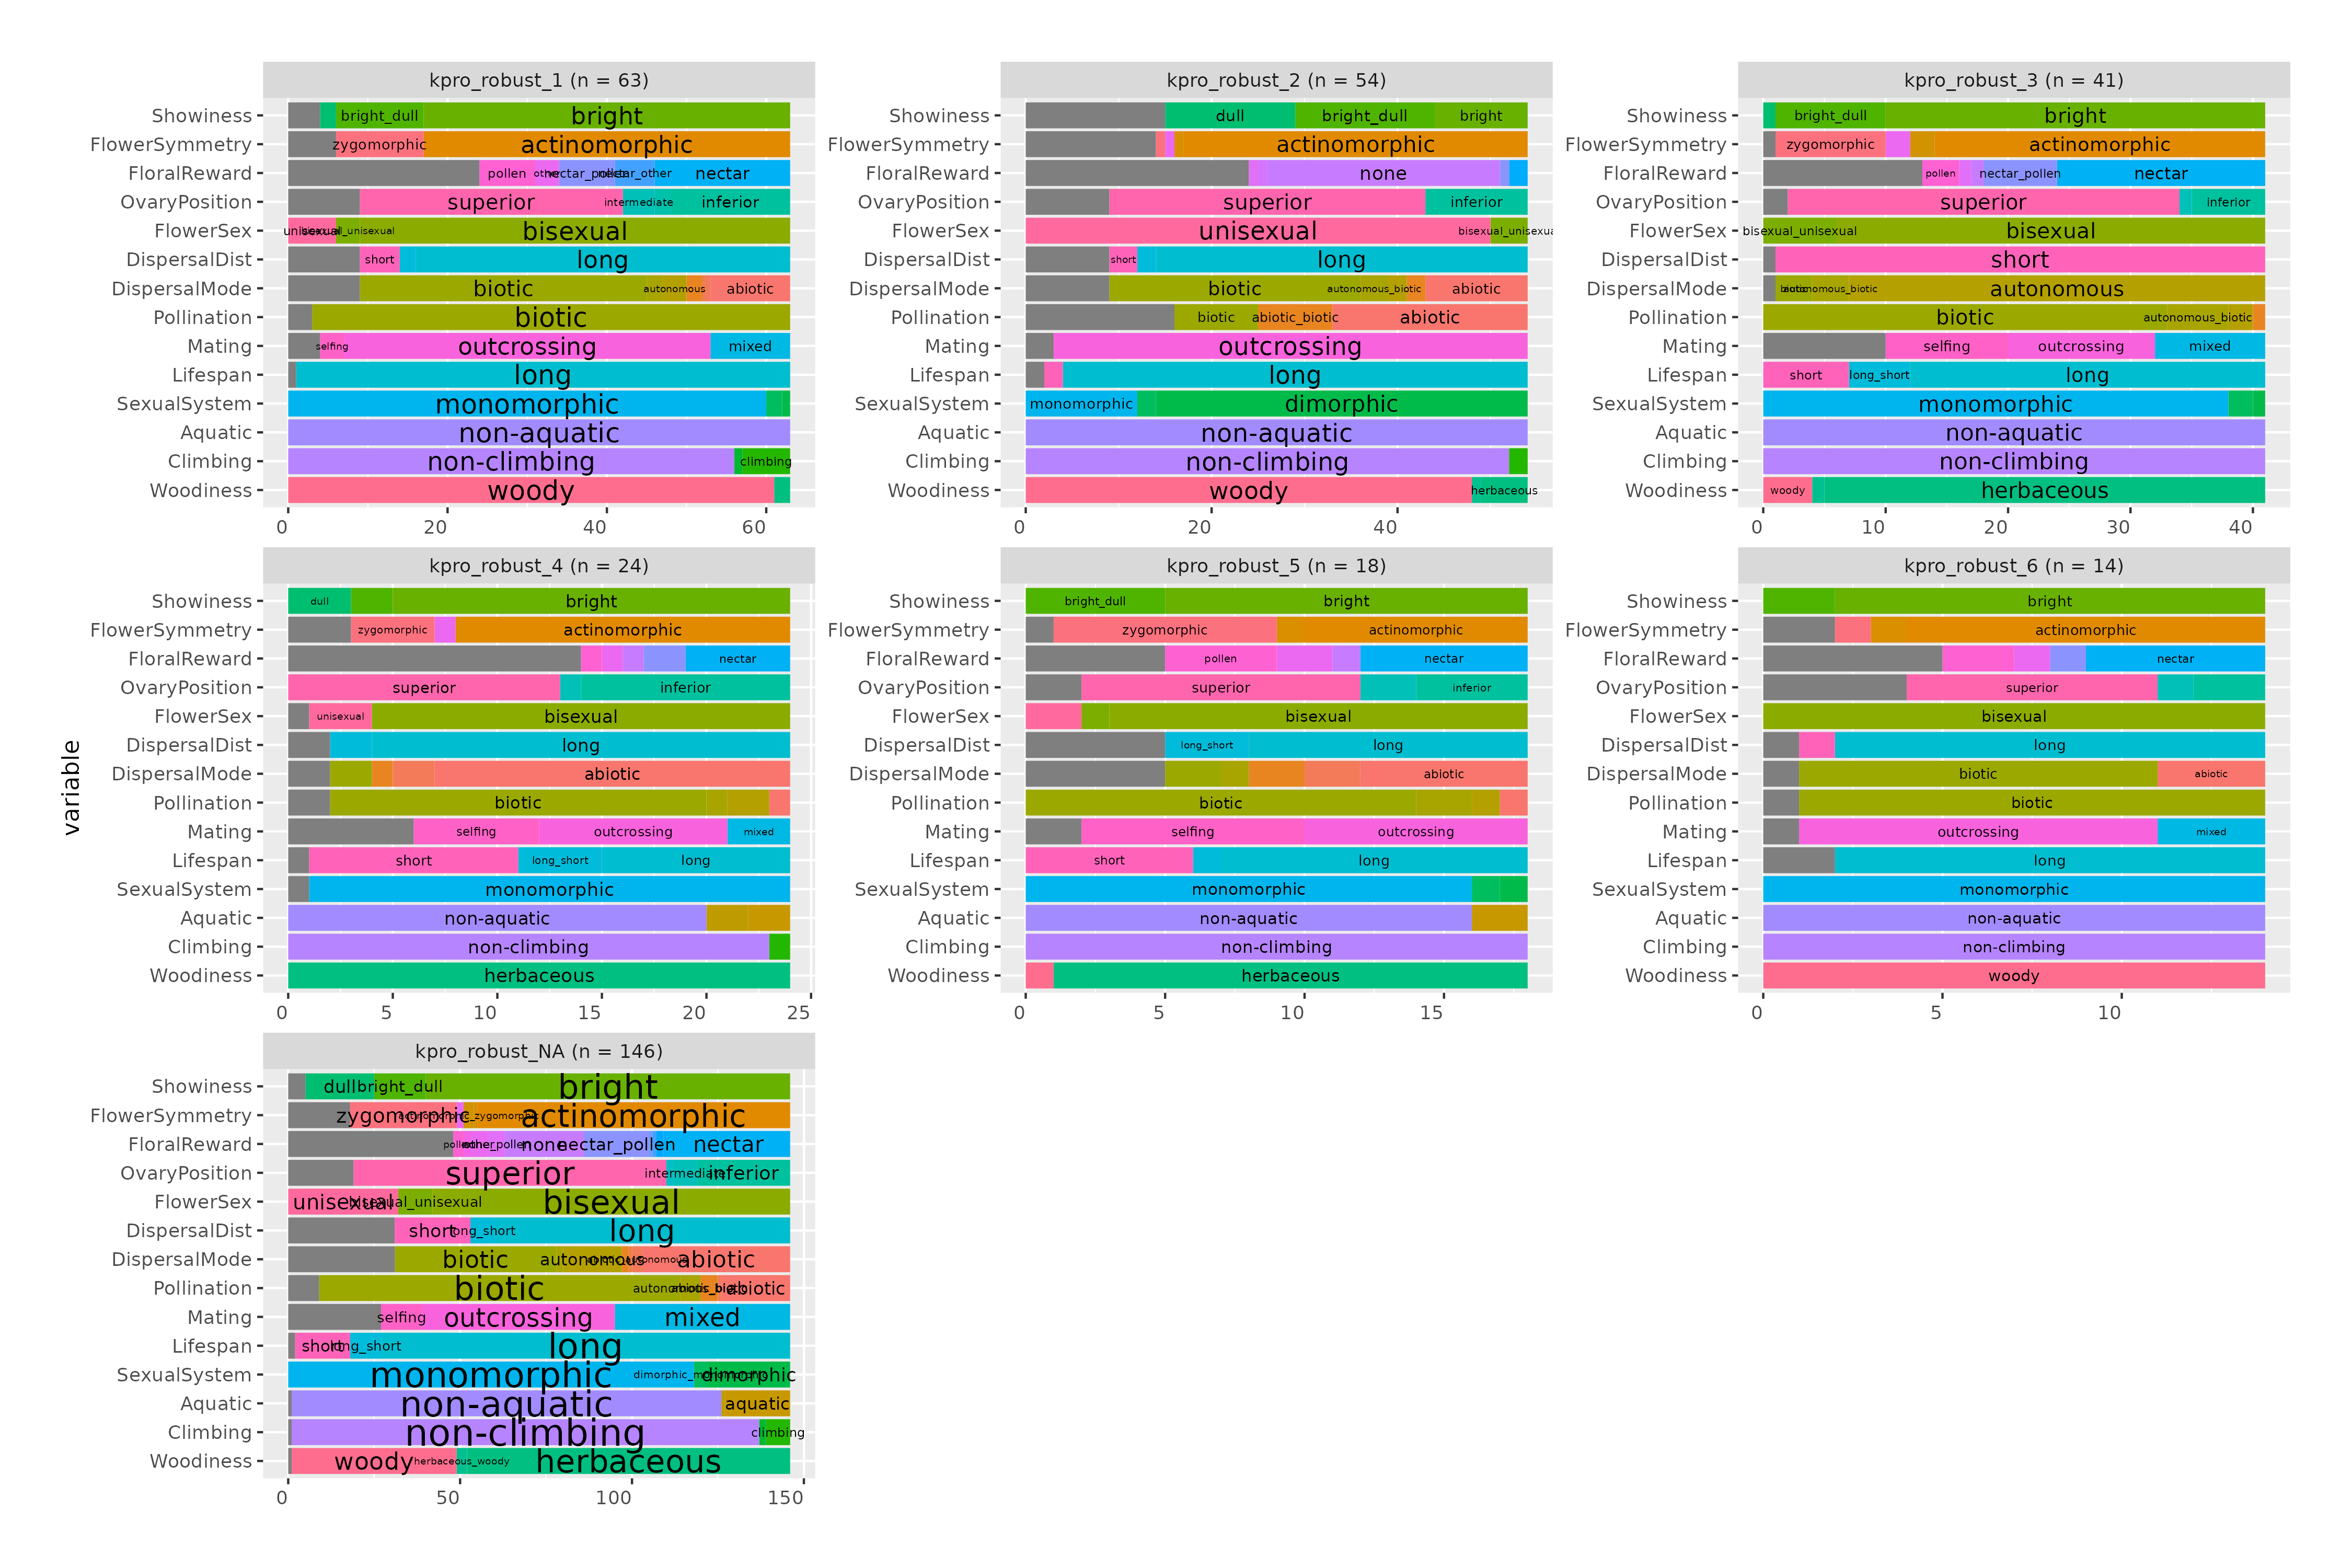 kpro_robust_1 (n = 63)
Showiness bright_dull bright
FlowerSymmetry zygomorphic actinomorphic
FloralReward pollen other nectar_pollen nectar_other nectar
OvaryPosition superior intermediate inferior
FlowerSex unisexual bisexual_unisexual bisexual
DispersalDist short long
DispersalMode biotic autonomous abiotic
Pollination biotic
Mating selfing outcrossing mixed
Lifespan long
SexualSystem monomorphic
Aquatic non-aquatic
Climbing non-climbing climbing
Woodiness woody
0 20 40 60
kpro_robust_2 (n = 54)
Showiness dull bright_dull bright
FlowerSymmetry actinomorphic
FloralReward none
OvaryPosition superior inferior
FlowerSex unisexual bisexual_unisexual
DispersalDist short long
DispersalMode biotic autonomous_biotic abiotic
Pollination biotic abiotic_biotic abiotic
Mating outcrossing
Lifespan long
SexualSystem monomorphic dimorphic
Aquatic non-aquatic
Climbing non-climbing
Woodiness woody herbaceous
0 20 40
kpro_robust_3 (n = 41)
Showiness bright_dull bright
FlowerSymmetry zygomorphic actinomorphic
FloralReward pollen nectar_pollen nectar
OvaryPosition superior inferior
FlowerSex bisexual_unisexual bisexual
DispersalDist short
DispersalMode biotic autonomous_biotic autonomous
Pollination biotic autonomous_biotic
Mating selfing outcrossing mixed
Lifespan short long_short long
SexualSystem monomorphic
Aquatic non-aquatic
Climbing non-climbing
Woodiness woody herbaceous
0 10 20 30 40
kpro_robust_4 (n = 24)
Showiness dull bright
FlowerSymmetry zygomorphic actinomorphic
FloralReward nectar
OvaryPosition superior inferior
FlowerSex unisexual bisexual
DispersalDist long
DispersalMode abiotic
Pollination biotic
Mating selfing outcrossing mixed
Lifespan short long_short long
SexualSystem monomorphic
Aquatic non-aquatic
Climbing non-climbing
Woodiness herbaceous
0 5 10 15 20 25
kpro_robust_5 (n = 18)
Showiness bright_dull bright
FlowerSymmetry zygomorphic actinomorphic
FloralReward pollen nectar
OvaryPosition superior inferior
FlowerSex bisexual
DispersalDist long_short long
DispersalMode abiotic
Pollination biotic
Mating selfing outcrossing
Lifespan short long
SexualSystem monomorphic
Aquatic non-aquatic
Climbing non-climbing
Woodiness herbaceous
0 5 10 15
kpro_robust_6 (n = 14)
Showiness bright
FlowerSymmetry actinomorphic
FloralReward nectar
OvaryPosition superior
FlowerSex bisexual
DispersalDist long
DispersalMode biotic abiotic
Pollination biotic
Mating outcrossing mixed
Lifespan long
SexualSystem monomorphic
Aquatic non-aquatic
Climbing non-climbing
Woodiness woody
0 5 10
kpro_robust_NA (n = 146)
Showiness dull bright_dull bright
FlowerSymmetry zygomorphic actinomorphic_zygomorphic actinomorphic
FloralReward pollen other_pollen none nectar_pollen nectar
OvaryPosition superior intermediate inferior
FlowerSex unisexual bisexual_unisexual bisexual
DispersalDist short long_short long
DispersalMode biotic autonomous abiotic
Pollination biotic abiotic_biotic abiotic
Mating selfing outcrossing mixed
Lifespan short long_short long
SexualSystem monomorphic dimorphic_monomorphic dimorphic
Aquatic non-aquatic aquatic
Climbing non-climbing climbing
Woodiness woody herbaceous_woody herbaceous
0 50 100 150
variable